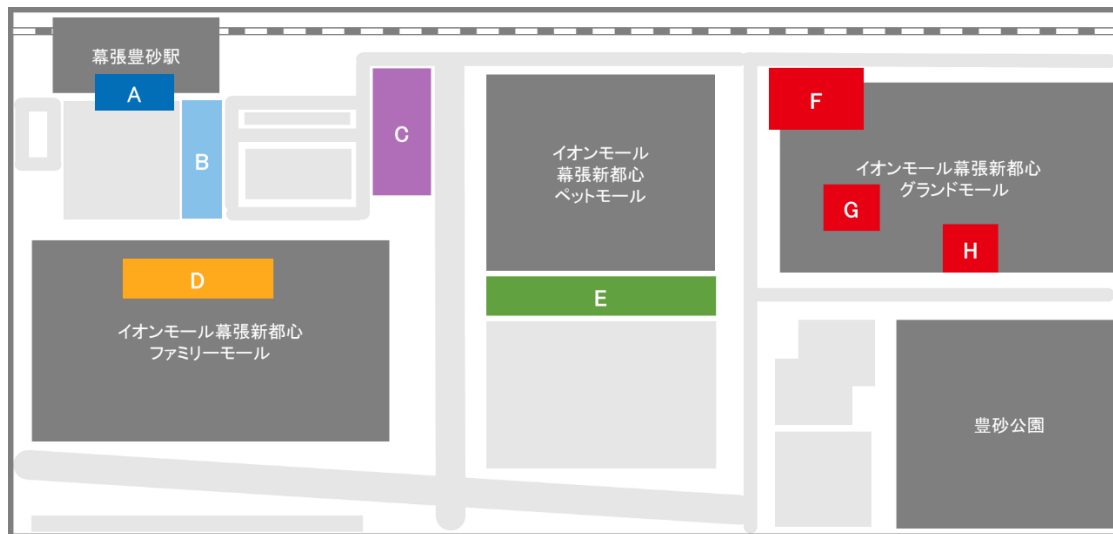 幕張豊砂駅
A
B
C
イオンモール
幕張新都心
ペットモール
F
イオンモール幕張新都心
グランドモール
G
H
D
E
イオンモール幕張新都心
ファミリーモール
豊砂公園